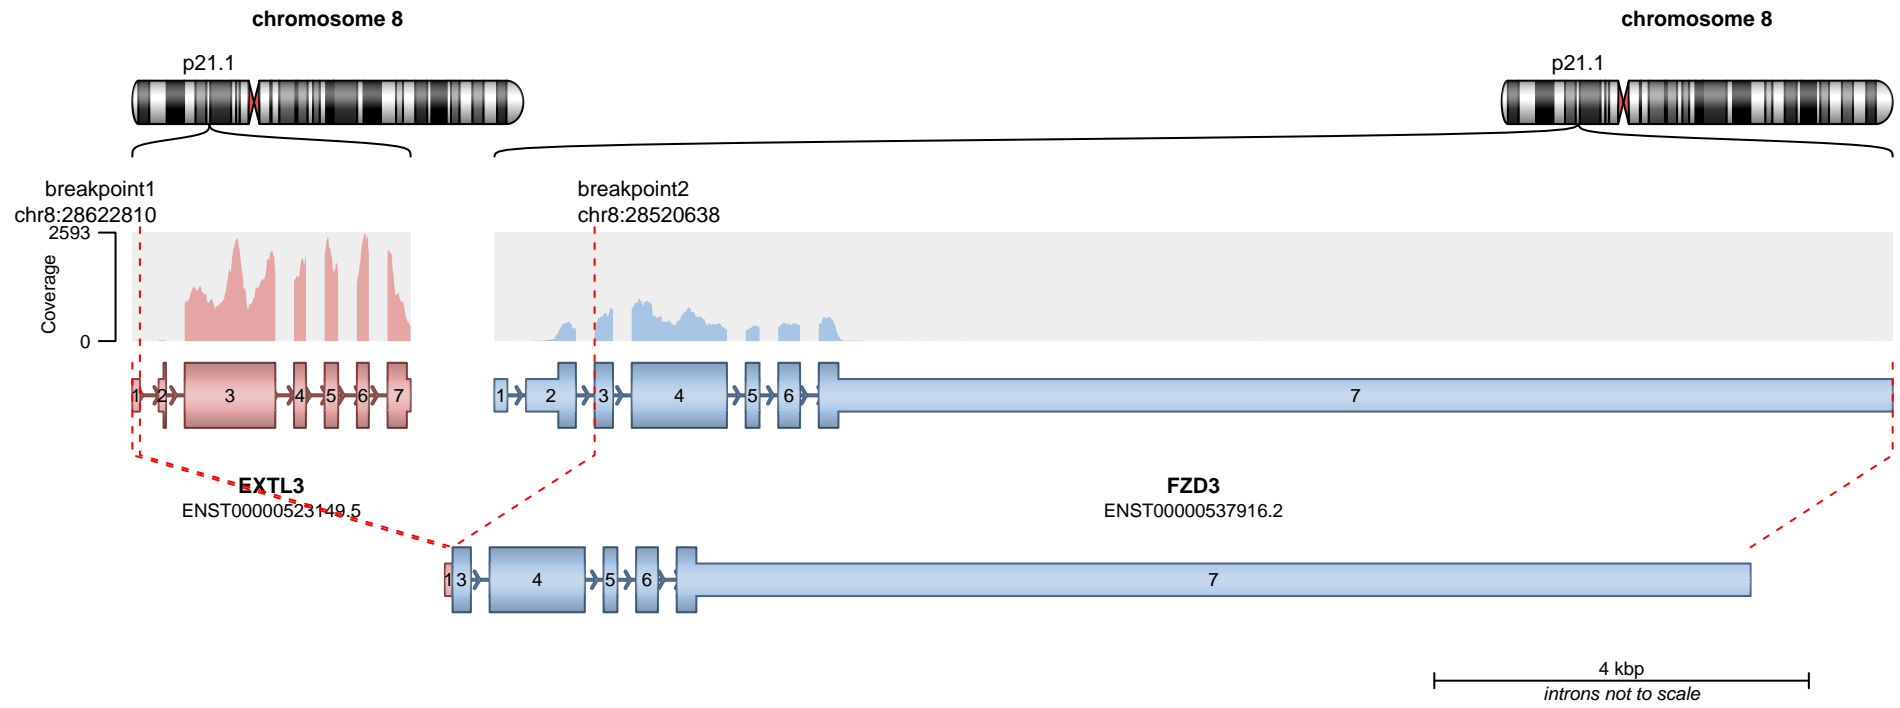 chromosome 8
chromosome 8
p21.1
p21.1
breakpoint1
chr8:28622810
breakpoint2
chr8:28520638
2593
Coverage
0
1 2 3 4 5 6 7
1 2 3 4 5 6 7
EXTL3
ENST00000523149.5
FZD3
ENST00000537916.2
1 3 4 5 6 7
4 kbp
introns not to scale